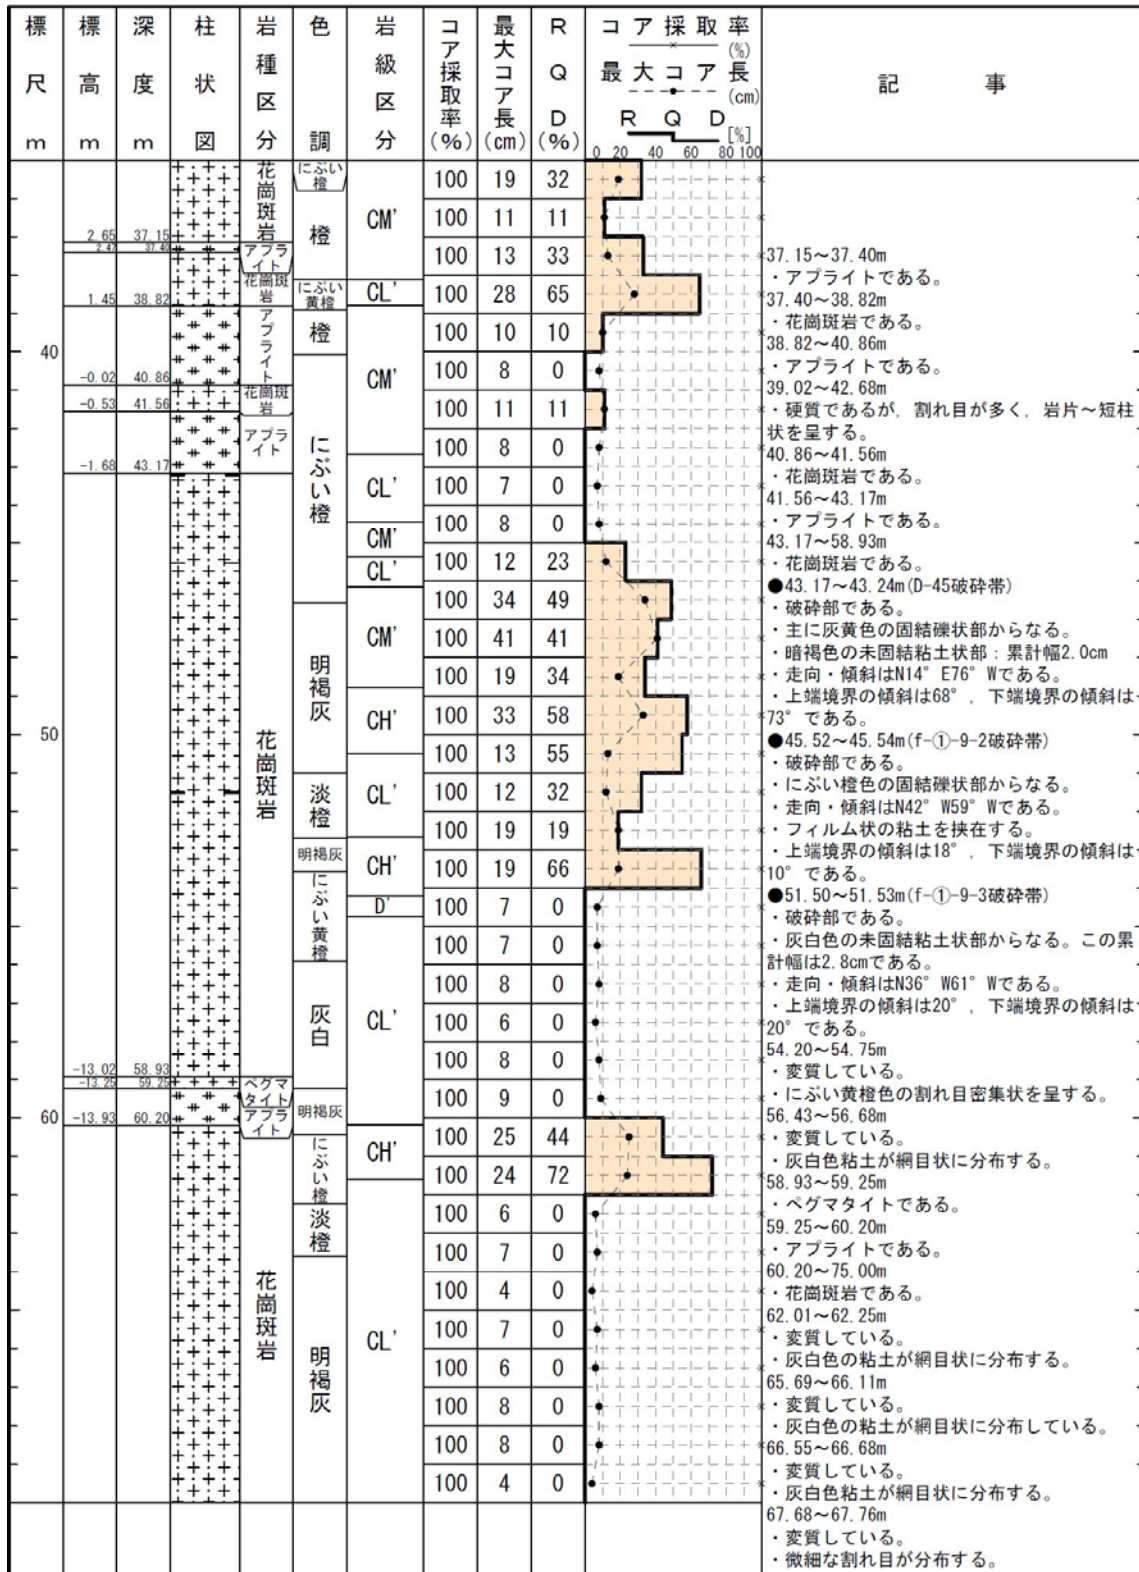 標尺 m
標高 m
深度 m
柱状図
岩種区分
色調
岩級区分
コア採取率(%)
最大コア長(cm)
RQD(%)
コア採取率(%)
最大コア長(cm)
RQD[%]
0 20 40 60 80 100
記事
40
50
60
2.65 37.15
2.47 37.40
1.45 38.82
-0.02 40.86
-0.53 41.56
-1.68 43.17
-13.02 58.93
-13.25 59.25
-13.93 60.20
花崗斑岩
アプライト
花崗斑岩
アプライト
花崗斑岩
アプライト
花崗斑岩
ペグマタイト
アプライト
花崗斑岩
にぶい橙
橙
にぶい黄橙
橙
にぶい橙
明褐灰
淡橙
明褐灰
にぶい黄橙
灰白
明褐灰
にぶい橙
淡橙
明褐灰
CM'
CL'
CM'
CL'
CM'
CL'
CM'
CH'
CL'
CH'
D'
CL'
CH'
CL'
100 19 32
100 11 11
100 13 33
100 28 65
100 10 10
100 8 0
100 11 11
100 8 0
100 7 0
100 8 0
100 12 23
100 34 49
100 41 41
100 19 34
100 33 58
100 13 55
100 12 32
100 19 19
100 19 66
100 7 0
100 7 0
100 8 0
100 6 0
100 8 0
100 9 0
100 25 44
100 24 72
100 6 0
100 7 0
100 4 0
100 7 0
100 6 0
100 8 0
100 8 0
100 4 0
37.15～37.40m
・アプライトである。
37.40～38.82m
・花崗斑岩である。
38.82～40.86m
・アプライトである。
39.02～42.68m
・硬質であるが，割れ目が多く，岩片～短柱
状を呈する。
40.86～41.56m
・花崗斑岩である。
41.56～43.17m
・アプライトである。
43.17～58.93m
・花崗斑岩である。
●43.17～43.24m(D-45破砕帯)
・破砕部である。
・主に灰黄色の固結礫状部からなる。
・暗褐色の未固結粘土状部：累計幅2.0cm
・走向・傾斜はN14° E76° Wである。
・上端境界の傾斜は68°，下端境界の傾斜は
73° である。
●45.52～45.54m(f-①-9-2破砕帯)
・破砕部である。
・にぶい橙色の固結礫状部からなる。
・走向・傾斜はN42° W59° Wである。
・フィルム状の粘土を挟在する。
・上端境界の傾斜は18°，下端境界の傾斜は
10° である。
●51.50～51.53m(f-①-9-3破砕帯)
・破砕部である。
・灰白色の未固結粘土状部からなる。この累
計幅は2.8cmである。
・走向・傾斜はN36° W61° Wである。
・上端境界の傾斜は20°，下端境界の傾斜は
20° である。
54.20～54.75m
・変質している。
・にぶい黄橙色の割れ目密集状を呈する。
56.43～56.68m
・変質している。
・灰白色粘土が網目状に分布する。
58.93～59.25m
・ペグマタイトである。
59.25～60.20m
・アプライトである。
60.20～75.00m
・花崗斑岩である。
62.01～62.25m
・変質している。
・灰白色の粘土が網目状に分布する。
65.69～66.11m
・変質している。
・灰白色の粘土が網目状に分布している。
66.55～66.68m
・変質している。
・灰白色粘土が網目状に分布する。
67.68～67.76m
・変質している。
・微細な割れ目が分布する。